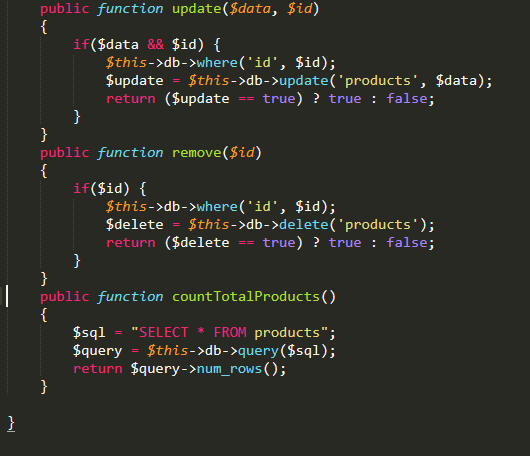 public function update($data, $id)
{
if($data && $id) {
$this->db->where('id', $id);
$update = $this->db->update('products', $data);
return ($update == true) ? true : false;
}
}
public function remove($id)
{
if($id) {
$this->db->where('id', $id);
$delete = $this->db->delete('products');
return ($delete == true) ? true : false;
}
}
public function countTotalProducts()
{
$sql = "SELECT * FROM products";
$query = $this->db->query($sql);
return $query->num_rows();
}
}